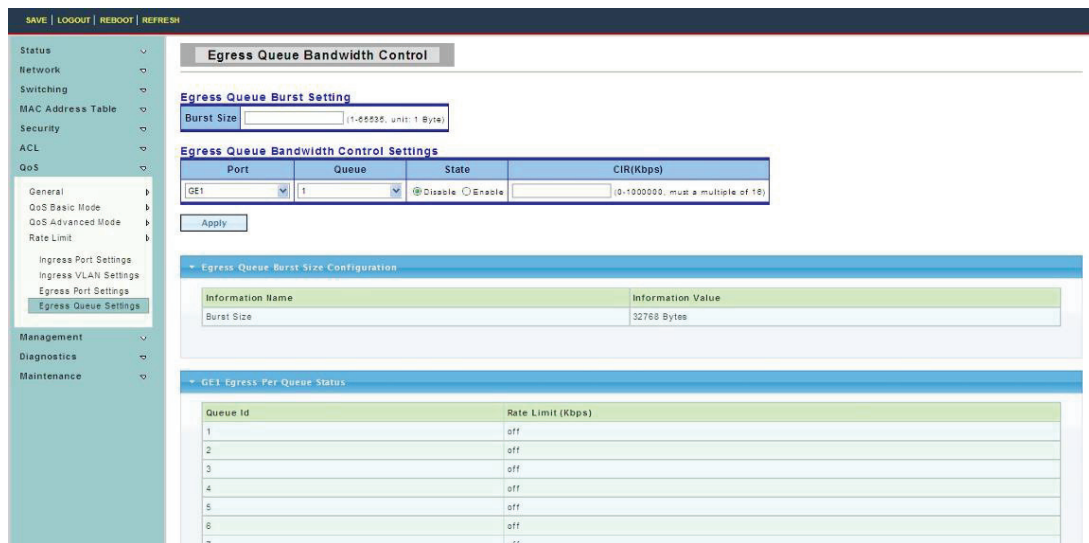 SAVE | LOGOUT | REBOOT | REFRESH
Status
Network
Switching
MAC Address Table
Security
ACL
QoS
General
QoS Basic Mode
QoS Advanced Mode
Rate Limit
Ingress Port Settings
Ingress VLAN Settings
Egress Port Settings
Egress Queue Settings
Management
Diagnostics
Maintenance
Egress Queue Bandwidth Control
Egress Queue Burst Setting
Burst Size (1-65535, unit: 1 Byte)
Egress Queue Bandwidth Control Settings
Port Queue State CIR(Kbps)
GE1 1 Disable Enable (0-1000000, must a multiple of 16)
Apply
Egress Queue Burst Size Configuration
Information Name Information Value
Burst Size 32768 Bytes
GE1 Egress Per Queue Status
Queue Id Rate Limit (Kbps)
1 off
2 off
3 off
4 off
5 off
6 off